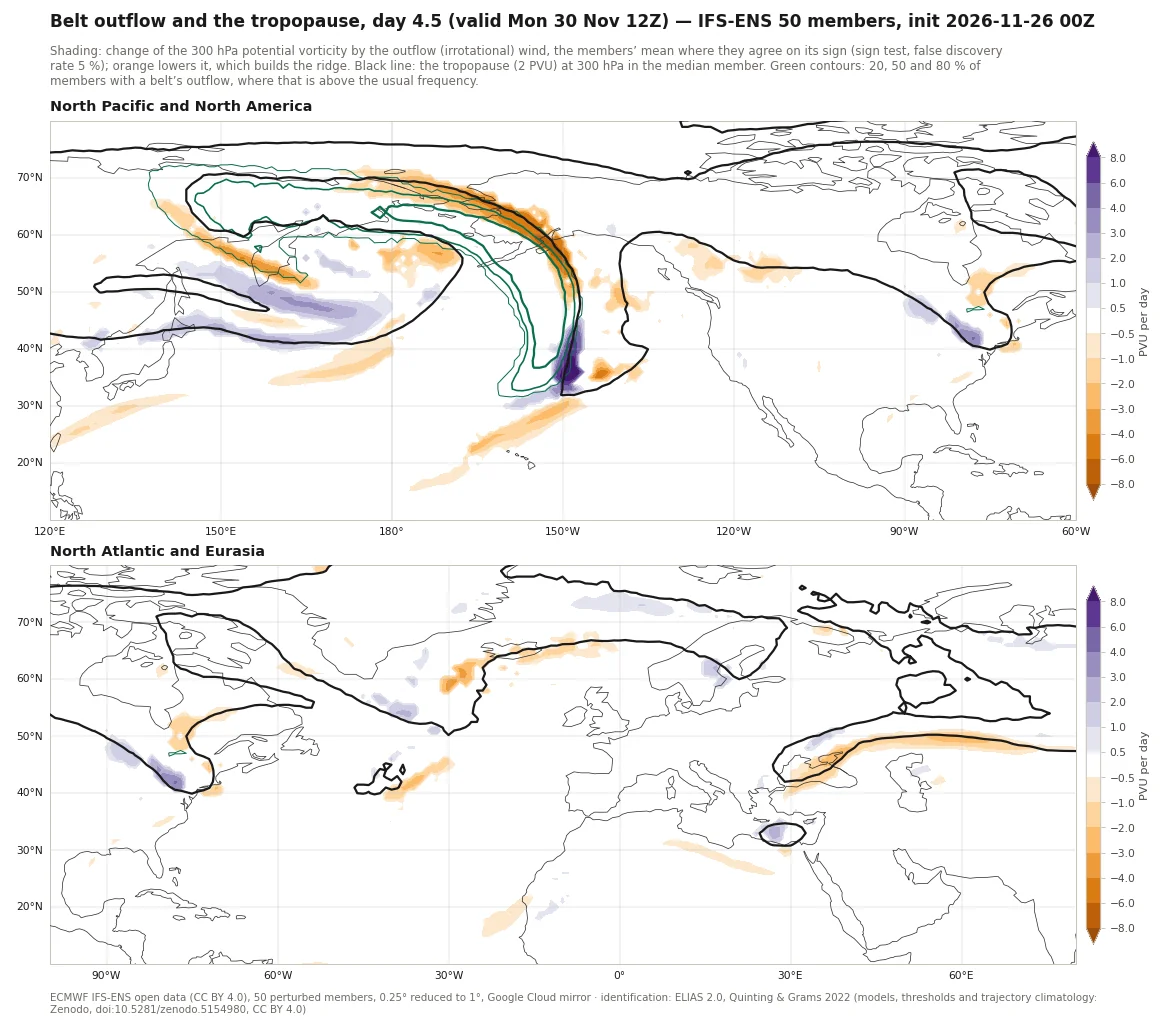 Belt outflow and the tropopause, day 4.5 (valid Mon 30 Nov 12Z) — IFS-ENS 50 members, init 2026-11-26 00Z
Shading: change of the 300 hPa potential vorticity by the outflow (irrotational) wind, the members’ mean where they agree on its sign (sign test, false discovery
rate 5 %); orange lowers it, which builds the ridge. Black line: the tropopause (2 PVU) at 300 hPa in the median member. Green contours: 20, 50 and 80 % of
members with a belt’s outflow, where that is above the usual frequency.
North Pacific and North America
70°N
60°N
50°N
40°N
30°N
20°N
120°E
150°E
180°
150°W
120°W
90°W
60°W
8.0
6.0
4.0
3.0
2.0
1.0
0.5
−0.5
−1.0
−2.0
−3.0
−4.0
−6.0
−8.0
PVU per day
North Atlantic and Eurasia
70°N
60°N
50°N
40°N
30°N
20°N
90°W
60°W
30°W
0°
30°E
60°E
8.0
6.0
4.0
3.0
2.0
1.0
0.5
−0.5
−1.0
−2.0
−3.0
−4.0
−6.0
−8.0
PVU per day
ECMWF IFS-ENS open data (CC BY 4.0), 50 perturbed members, 0.25° reduced to 1°, Google Cloud mirror · identification: ELIAS 2.0, Quinting & Grams 2022 (models, thresholds and trajectory climatology:
Zenodo, doi:10.5281/zenodo.5154980, CC BY 4.0)